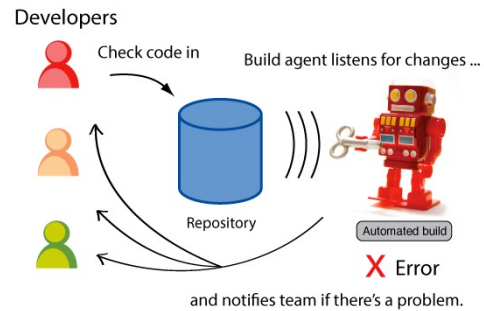 Developers
Check code in
Build agent listens for changes ...
Repository
Automated build
X Error
and notifies team if there's a problem.